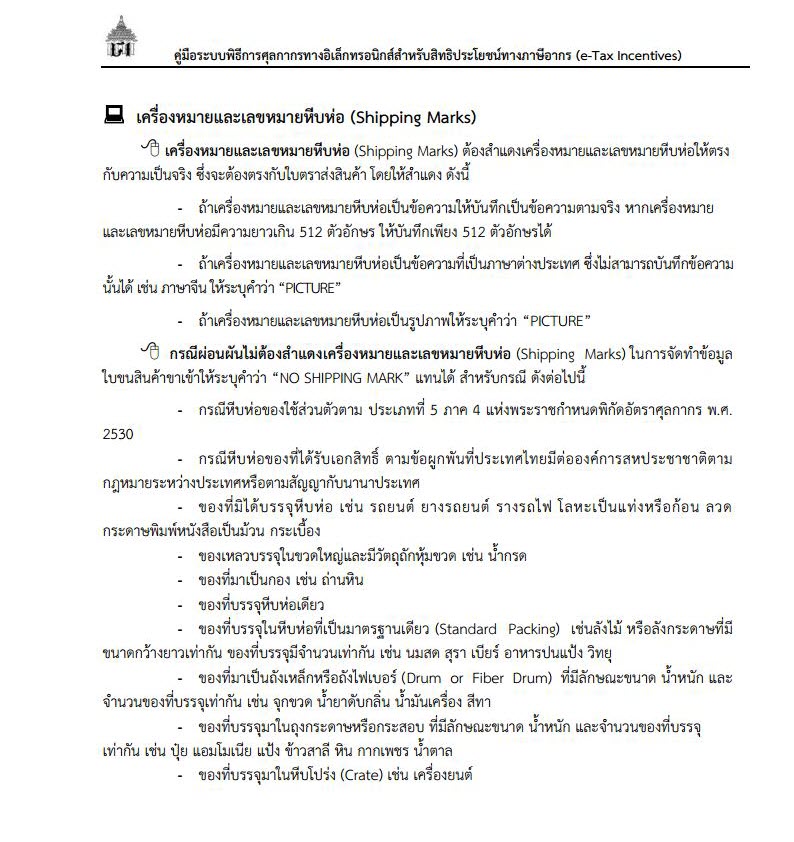 คู่มือระบบพิธีการศุลกากรทางอิเล็กทรอนิกส์สำหรับสิทธิประโยชน์ทางภาษีอากร (e-Tax Incentives)
เครื่องหมายและเลขหมายหีบห่อ (Shipping Marks)
เครื่องหมายและเลขหมายหีบห่อ (Shipping Marks) ต้องสำแดงเครื่องหมายและเลขหมายหีบห่อให้ตรง
กับความเป็นจริง ซึ่งจะต้องตรงกับใบตราส่งสินค้า โดยให้สำแดง ดังนี้
- ถ้าเครื่องหมายและเลขหมายหีบห่อเป็นข้อความให้บันทึกเป็นข้อความตามจริง หากเครื่องหมาย
และเลขหมายหีบห่อมีความยาวเกิน 512 ตัวอักษร ให้บันทึกเพียง 512 ตัวอักษรได้
- ถ้าเครื่องหมายและเลขหมายหีบห่อเป็นข้อความที่เป็นภาษาต่างประเทศ ซึ่งไม่สามารถบันทึกข้อความ
นั้นได้ เช่น ภาษาจีน ให้ระบุคำว่า “PICTURE”
- ถ้าเครื่องหมายและเลขหมายหีบห่อเป็นรูปภาพให้ระบุคำว่า “PICTURE”
กรณีผ่อนผันไม่ต้องสำแดงเครื่องหมายและเลขหมายหีบห่อ (Shipping Marks) ในการจัดทำข้อมูล
ใบขนสินค้าขาเข้าให้ระบุคำว่า “NO SHIPPING MARK” แทนได้ สำหรับกรณี ดังต่อไปนี้
- กรณีหีบห่อของใช้ส่วนตัวตาม ประเภทที่ 5 ภาค 4 แห่งพระราชกำหนดพิกัดอัตราศุลกากร พ.ศ.
2530
- กรณีหีบห่อของที่ได้รับเอกสิทธิ์ ตามข้อผูกพันที่ประเทศไทยมีต่อองค์การสหประชาชาติตาม
กฎหมายระหว่างประเทศหรือตามสัญญากับนานาประเทศ
- ของที่มิได้บรรจุหีบห่อ เช่น รถยนต์ ยางรถยนต์ รางรถไฟ โลหะเป็นแท่งหรือก้อน ลวด
กระดาษพิมพ์หนังสือเป็นม้วน กระเบื้อง
- ของเหลวบรรจุในขวดใหญ่และมีวัตถุถักหุ้มขวด เช่น น้ำกรด
- ของที่มาเป็นกอง เช่น ถ่านหิน
- ของที่บรรจุหีบห่อเดียว
- ของที่บรรจุในหีบห่อที่เป็นมาตรฐานเดียว (Standard Packing) เช่นลังไม้ หรือลังกระดาษที่มี
ขนาดกว้างยาวเท่ากัน ของที่บรรจุมีจำนวนเท่ากัน เช่น นมสด สุรา เบียร์ อาหารปนแป้ง วิทยุ
- ของที่มาเป็นถังเหล็กหรือถังไฟเบอร์ (Drum or Fiber Drum) ที่มีลักษณะขนาด น้ำหนัก และ
จำนวนของที่บรรจุเท่ากัน เช่น จุกขวด น้ำยาดับกลิ่น น้ำมันเครื่อง สีทา
- ของที่บรรจุมาในถุงกระดาษหรือกระสอบ ที่มีลักษณะขนาด น้ำหนัก และจำนวนของที่บรรจุ
เท่ากัน เช่น ปุ๋ย แอมโมเนีย แป้ง ข้าวสาลี หิน กากเพชร น้ำตาล
- ของที่บรรจุมาในหีบโปร่ง (Crate) เช่น เครื่องยนต์